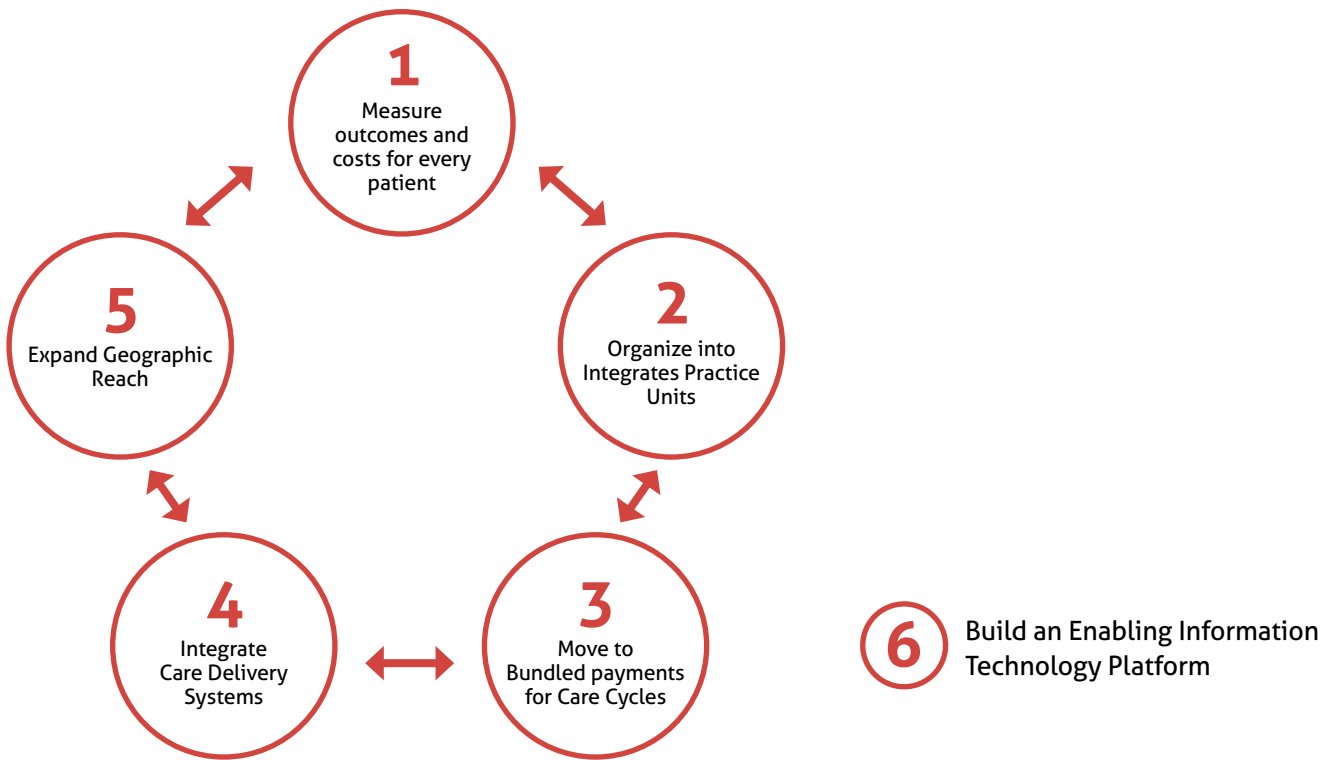 1
Measure
outcomes and
costs for every
patient
2
Organize into
Integrates Practice
Units
3
Move to
Bundled payments
for Care Cycles
4
Integrate
Care Delivery
Systems
5
Expand Geographic
Reach
6
Build an Enabling Information
Technology Platform